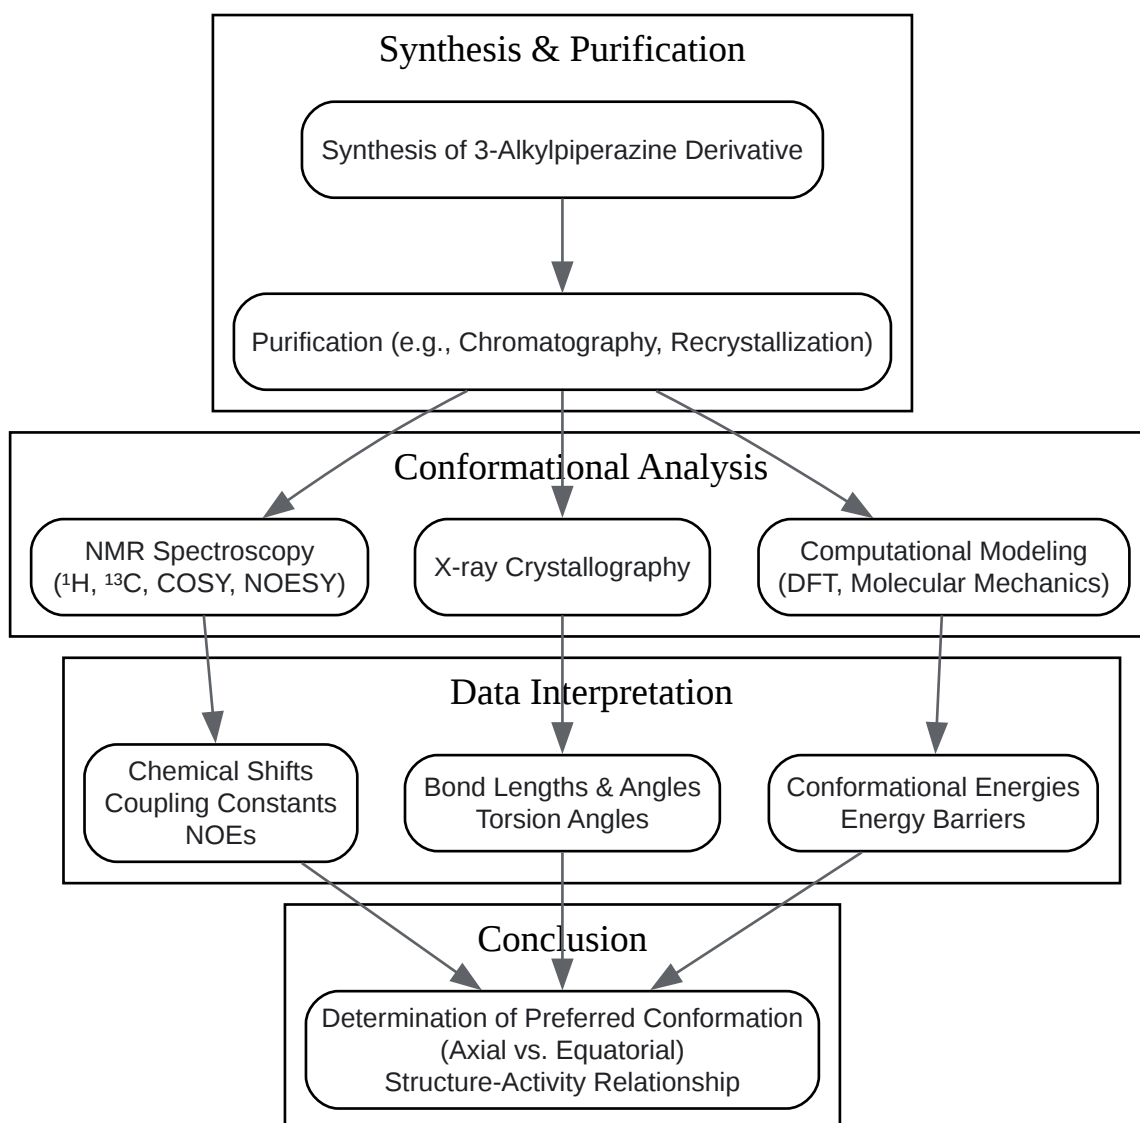 Synthesis & Purification
Synthesis of 3-Alkylpiperazine Derivative
Purification (e.g., Chromatography, Recrystallization)
Conformational Analysis
NMR Spectroscopy
(¹H, ¹³C, COSY, NOESY)
X-ray Crystallography
Computational Modeling
(DFT, Molecular Mechanics)
Data Interpretation
Chemical Shifts
Coupling Constants
NOEs
Bond Lengths & Angles
Torsion Angles
Conformational Energies
Energy Barriers
Conclusion
Determination of Preferred Conformation
(Axial vs. Equatorial)
Structure-Activity Relationship